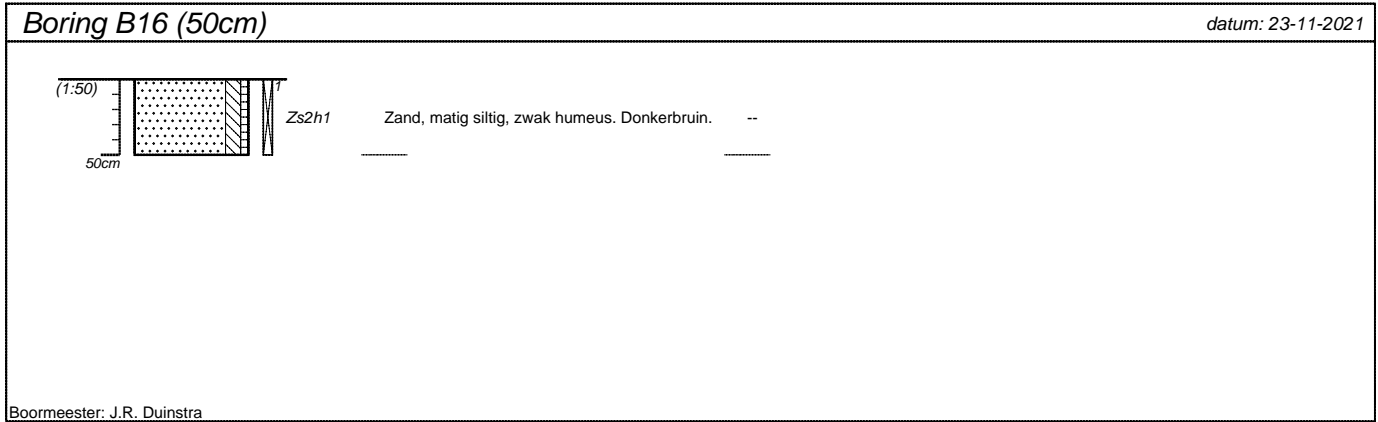 Boring B16 (50cm)
datum: 23-11-2021
(1:50)
1
Zs2h1 Zand, matig siltig, zwak humeus. Donkerbruin. --
50cm
Boormeester: J.R. Duinstra